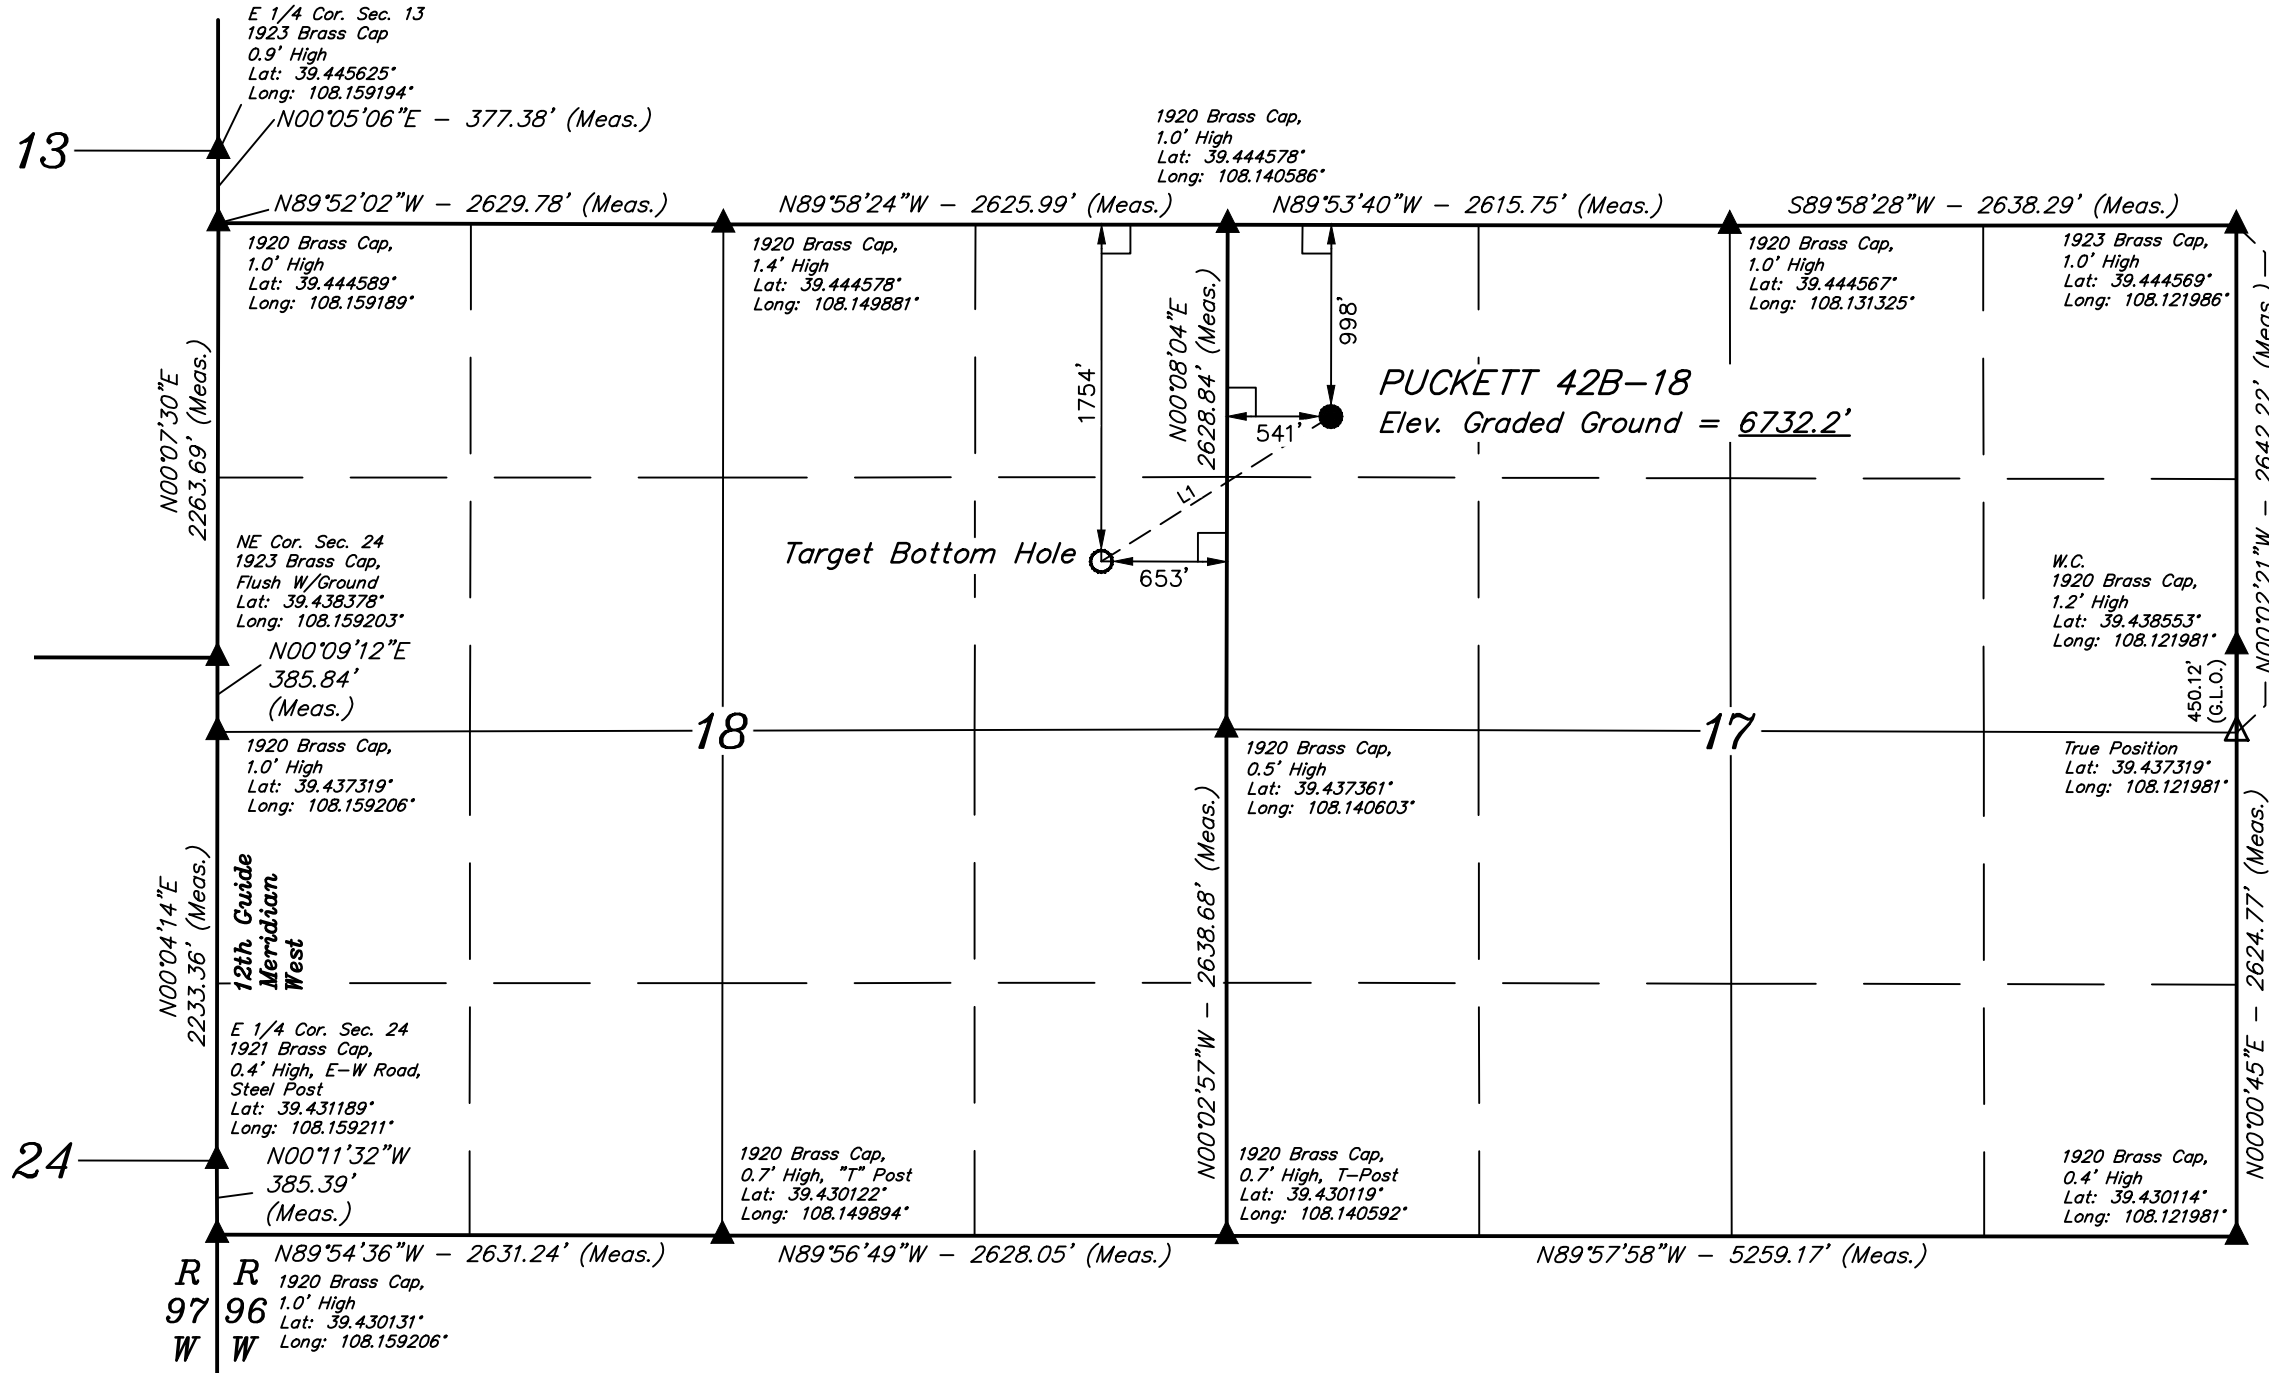 E 1/4 Cor. Sec. 13
1923 Brass Cap
0.9' High
Lat: 39.445625°
Long: 108.159194°
N00°05'06"E - 377.38' (Meas.)
13
1920 Brass Cap,
1.0' High
Lat: 39.444578°
Long: 108.140586°
N89°52'02"W - 2629.78' (Meas.)
N89°58'24"W - 2625.99' (Meas.)
N89°53'40"W - 2615.75' (Meas.)
S89°58'28"W - 2638.29' (Meas.)
1920 Brass Cap,
1.0' High
Lat: 39.444589°
Long: 108.159189°
1920 Brass Cap,
1.4' High
Lat: 39.444578°
Long: 108.149881°
1920 Brass Cap,
1.0' High
Lat: 39.444567°
Long: 108.131325°
1923 Brass Cap,
1.0' High
Lat: 39.444569°
Long: 108.121986°
N00°07'30"E
2263.69' (Meas.)
1754'
N00°08'04"E
2628.84' (Meas.)
998'
541'
PUCKETT 42B-18
Elev. Graded Ground = 6732.2'
N00°02'21"W - 2642.22' (Meas.)
L1
Target Bottom Hole
653'
NE Cor. Sec. 24
1923 Brass Cap,
Flush W/Ground
Lat: 39.438378°
Long: 108.159203°
N00°09'12"E
385.84'
(Meas.)
W.C.
1920 Brass Cap,
1.2' High
Lat: 39.438553°
Long: 108.121981°
450.12'
(G.L.O.)
18
17
1920 Brass Cap,
1.0' High
Lat: 39.437319°
Long: 108.159206°
1920 Brass Cap,
0.5' High
Lat: 39.437361°
Long: 108.140603°
True Position
Lat: 39.437319°
Long: 108.121981°
N00°04'14"E
2233.36' (Meas.)
12th Guide
Meridian
West
N00°02'57"W - 2638.68' (Meas.)
N00°00'45"E - 2624.77' (Meas.)
E 1/4 Cor. Sec. 24
1921 Brass Cap,
0.4' High, E-W Road,
Steel Post
Lat: 39.431189°
Long: 108.159211°
24
N00°11'32"W
385.39'
(Meas.)
1920 Brass Cap,
0.7' High, "T" Post
Lat: 39.430122°
Long: 108.149894°
1920 Brass Cap,
0.7' High, T-Post
Lat: 39.430119°
Long: 108.140592°
1920 Brass Cap,
0.4' High
Lat: 39.430114°
Long: 108.121981°
N89°54'36"W - 2631.24' (Meas.)
N89°56'49"W - 2628.05' (Meas.)
N89°57'58"W - 5259.17' (Meas.)
R
97
W
R
96
W
1920 Brass Cap,
1.0' High
Lat: 39.430131°
Long: 108.159206°